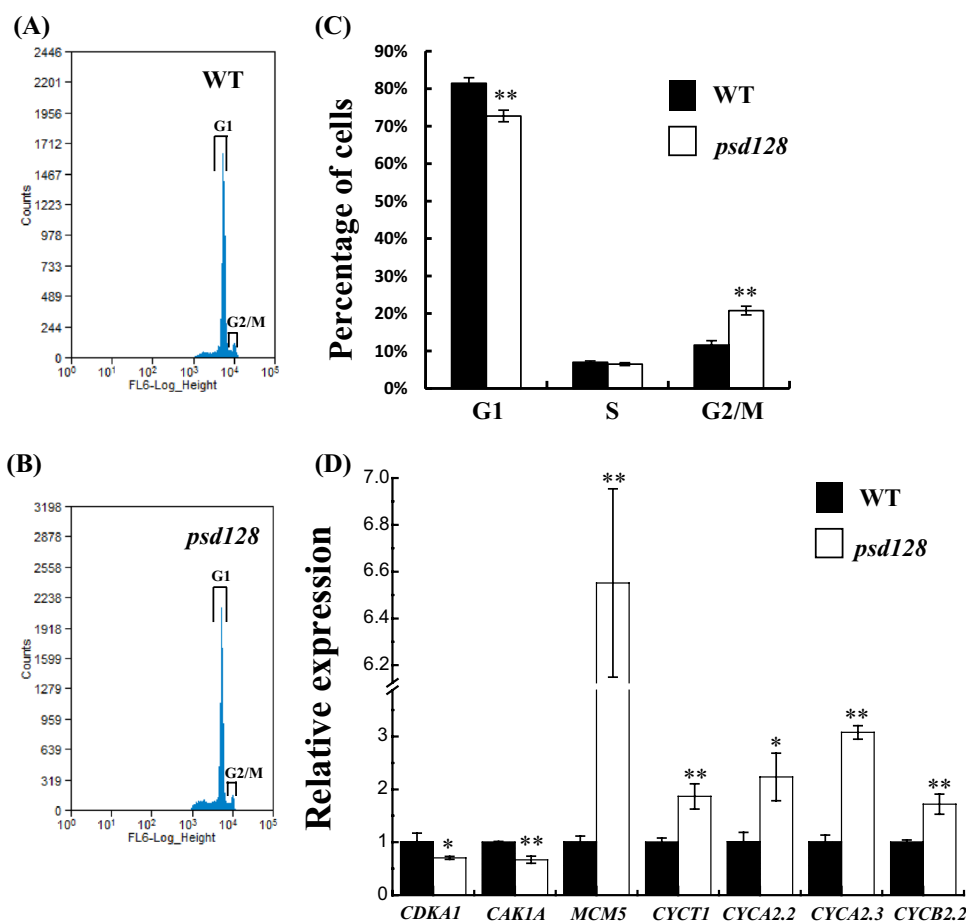 (A)
WT
G1
G2/M
Counts
2446
2201
1956
1712
1467
1223
978
733
489
244
0
10^0 10^1 10^2 10^3 10^4 10^5
FL6-Log_Height
(B)
psd128
G1
G2/M
Counts
3198
2878
2558
2238
1918
1599
1279
959
639
319
0
10^0 10^1 10^2 10^3 10^4 10^5
FL6-Log_Height
(C)
Percentage of cells
90%
80%
70%
60%
50%
40%
30%
20%
10%
0%
** **
WT
psd128
G1 S G2/M
(D)
Relative expression
7.0
6.8
6.6
6.4
6.2
3
2
1
0
* ** ** ** * ** **
WT
psd128
CDKA1 CAK1A MCM5 CYCT1 CYCA2.2 CYCA2.3 CYCB2.2